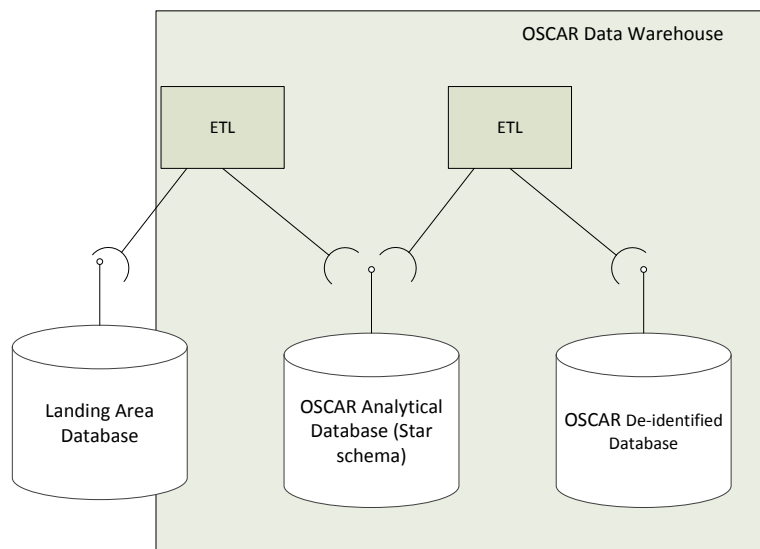 OSCAR Data Warehouse
ETL
ETL
Landing Area
Database
OSCAR Analytical
Database (Star
schema)
OSCAR De-identified
Database